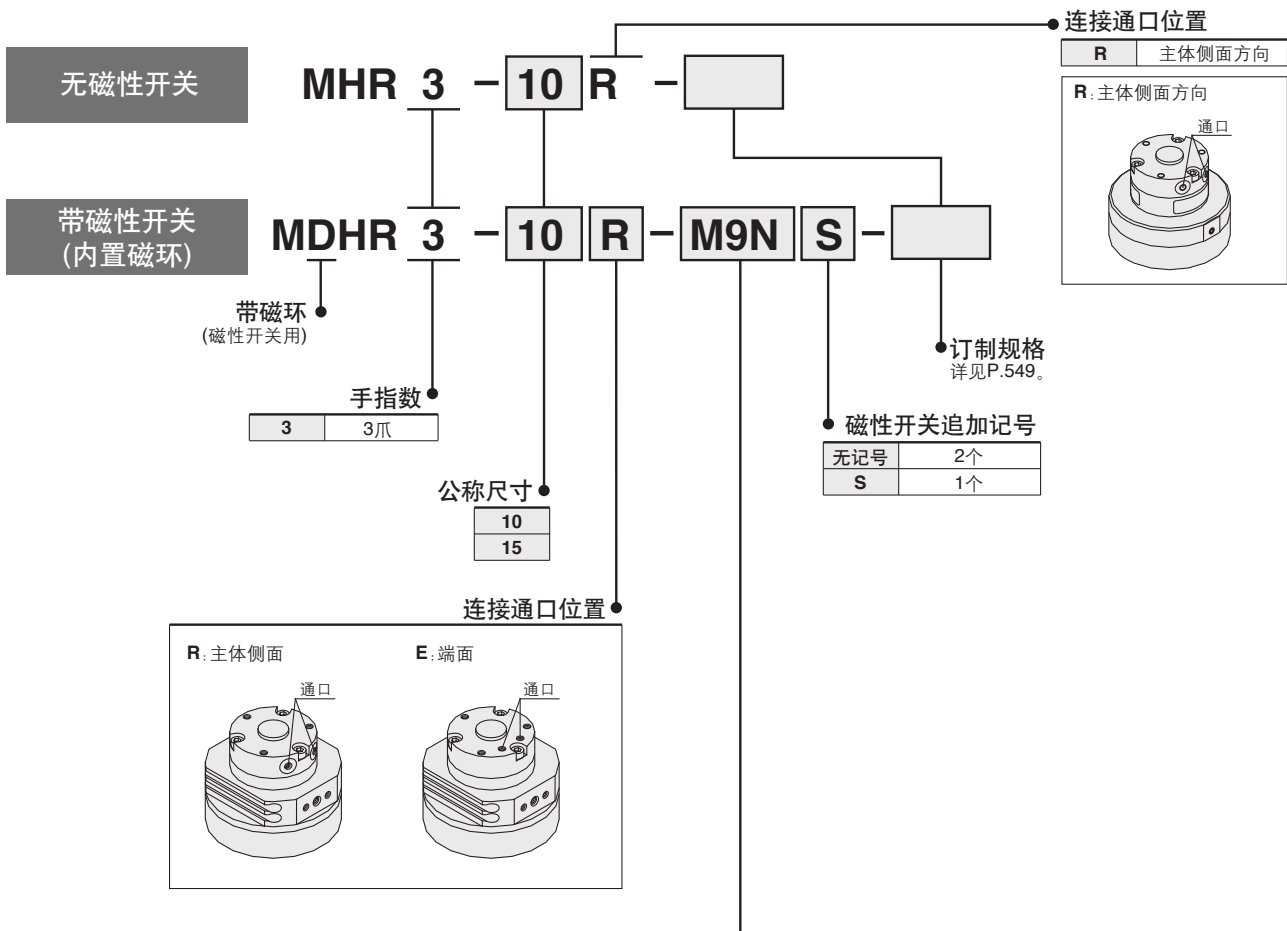 连接通口位置
R 主体侧面方向
R:主体侧面方向
通口
无磁性开关
MHR 3 - 10 R -
带磁性开关
(内置磁环)
MDHR 3 - 10 R - M9N S -
带磁环
(磁性开关用)
订制规格
详见P.549。
手指数
3 3爪
磁性开关追加记号
无记号 2个
S 1个
公称尺寸
10
15
连接通口位置
R:主体侧面
E:端面
通口
通口